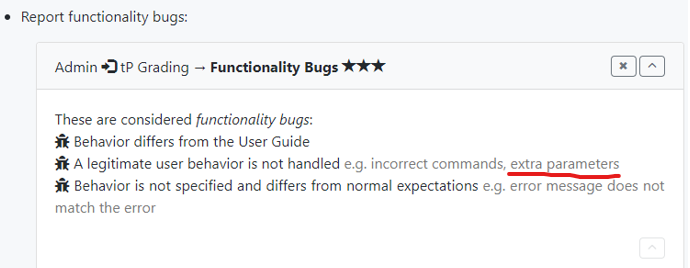 Report functionality bugs:
Admin tP Grading → Functionality Bugs ★★★
These are considered functionality bugs:
Behavior differs from the User Guide
A legitimate user behavior is not handled e.g. incorrect commands, extra parameters
Behavior is not specified and differs from normal expectations e.g. error message does not
match the error